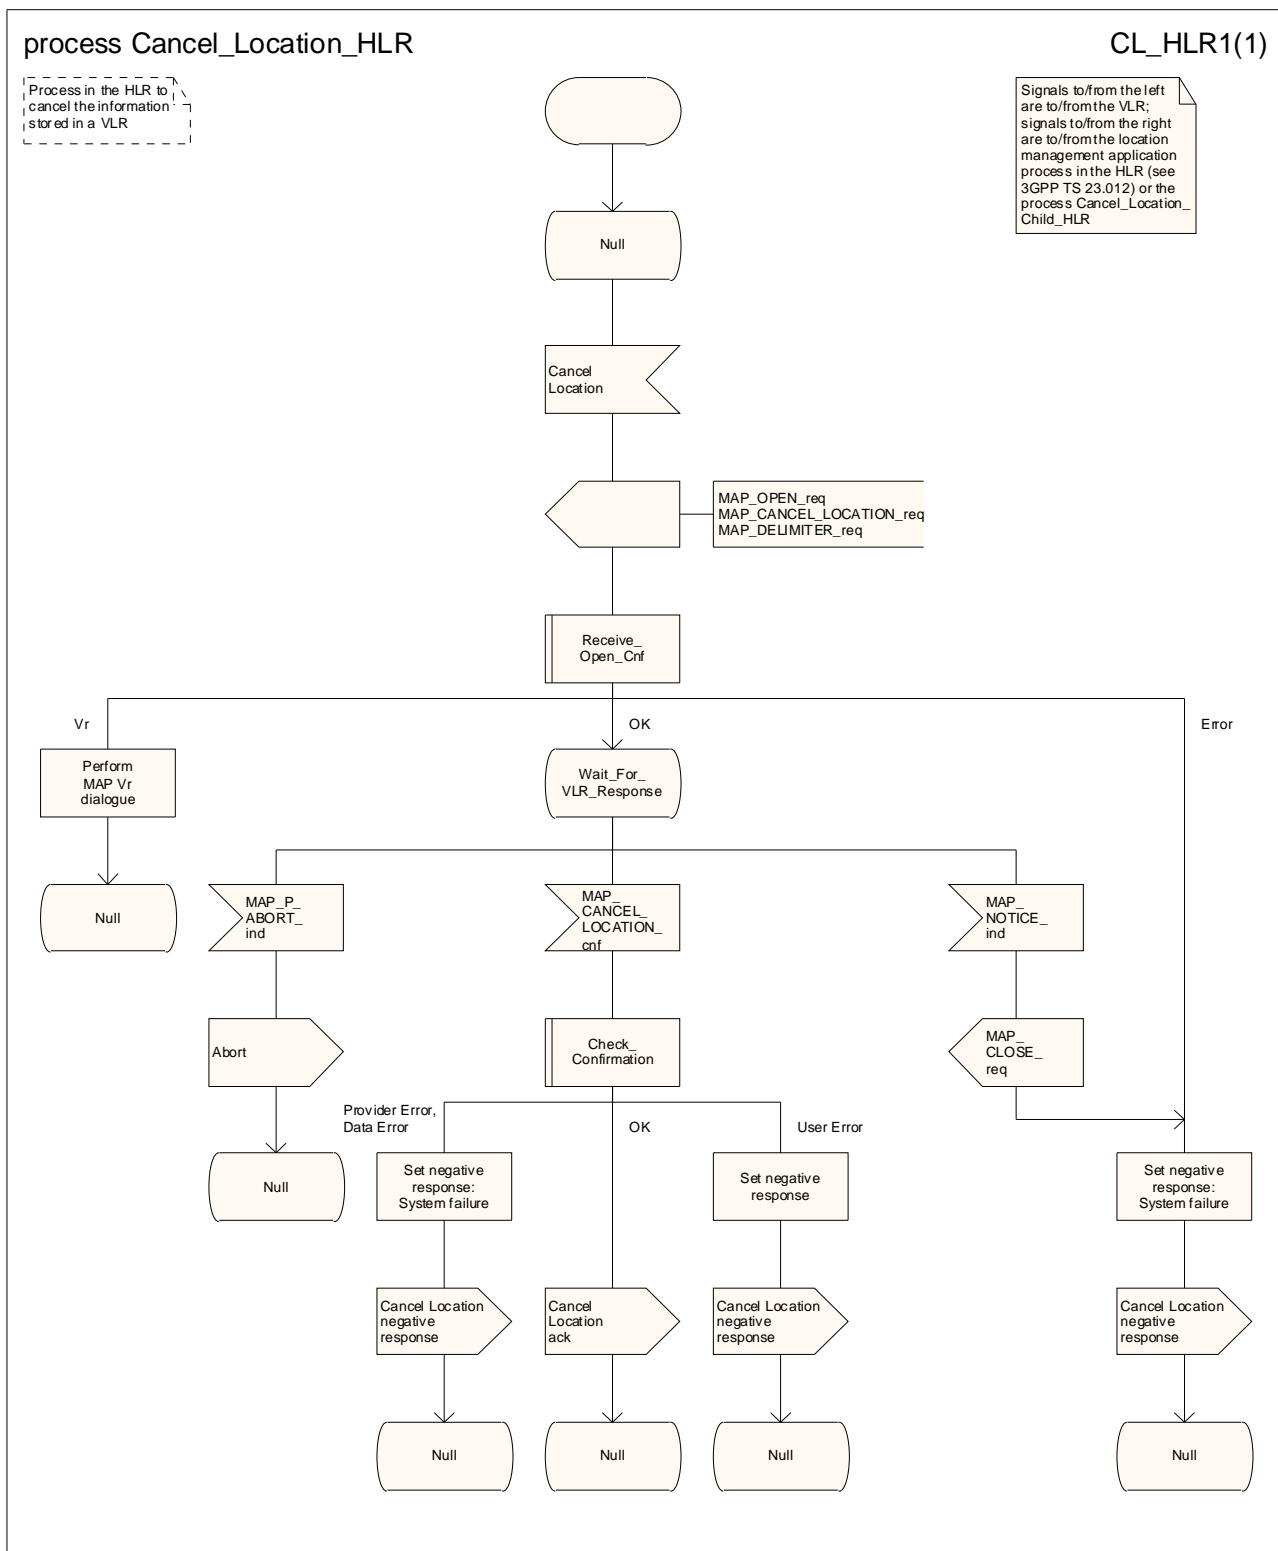 process Cancel_Location_HLR
CL_HLR1(1)
Process in the HLR to
cancel the information
stored in a VLR
Signals to/from the left
are to/from the VLR;
signals to/from the right
are to/from the location
management application
process in the HLR (see
3GPP TS 23.012) or the
process Cancel_Location_
Child_HLR
Null
Cancel
Location
MAP_OPEN_req
MAP_CANCEL_LOCATION_req
MAP_DELIMITER_req
Receive_
Open_Cnf
Vr
OK
Error
Perform
MAP Vr
dialogue
Wait_For_
VLR_Response
Null
MAP_P_
ABORT_
ind
MAP_
CANCEL_
LOCATION_
cnf
MAP_
NOTICE_
ind
Abort
Check_
Confirmation
MAP_
CLOSE_
req
Provider Error,
Data Error
OK
User Error
Null
Set negative
response:
System failure
Set negative
response
Set negative
response:
System failure
Cancel Location
negative
response
Cancel
Location
ack
Cancel Location
negative
response
Cancel Location
negative
response
Null
Null
Null
Null